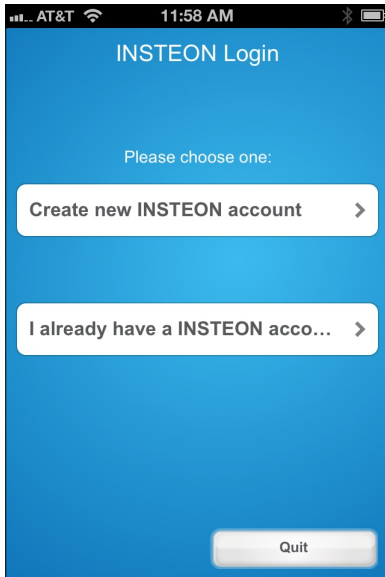 AT&T 11:58 AM
INSTEON Login
Please choose one:
Create new INSTEON account
I already have a INSTEON acco...
Quit